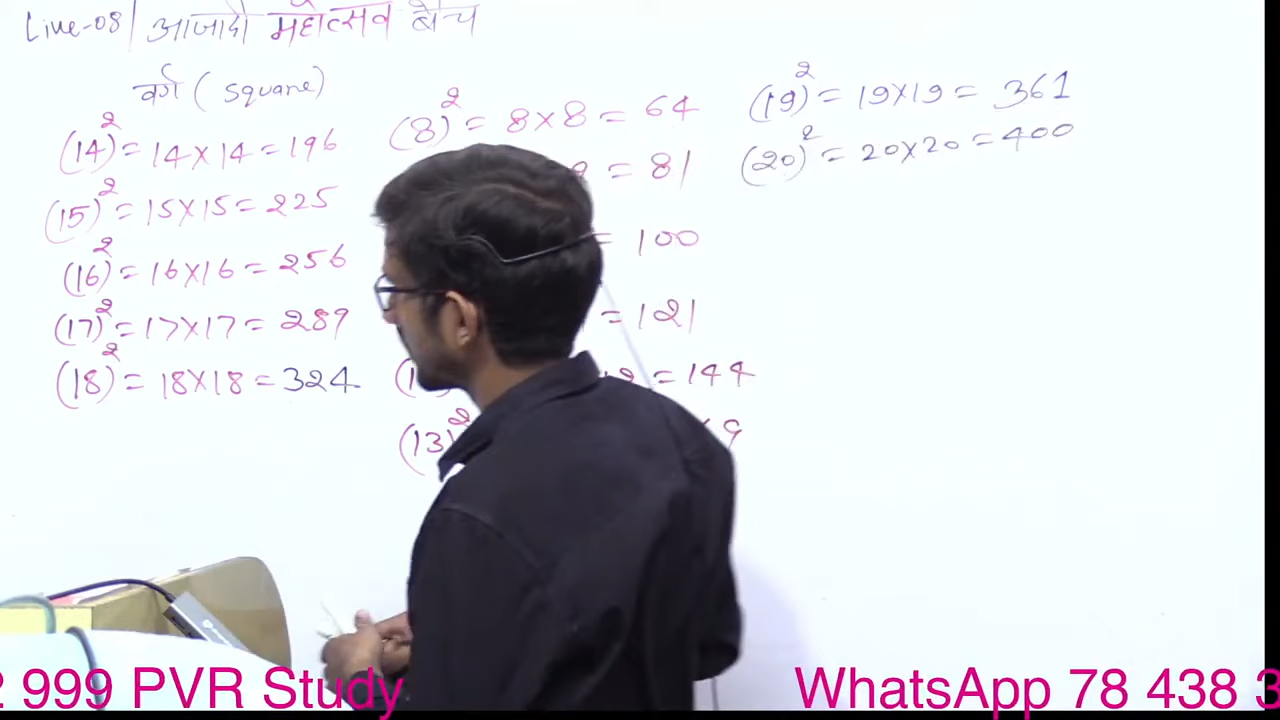 Live-08/ आजादी महोत्सव बैच
वर्ग ( square)
(14)² = 14×14 = 196
(15)² = 15×15 = 225
(16)² = 16×16 = 256
(17)² = 17×17 = 289
(18)² = 18×18 = 324
(8)² = 8×8 = 64
= 81
= 100
= 121
= 144
(13)² 9
(19)² = 19×19 = 361
(20)² = 20×20 = 400
2 999 PVR Study
WhatsApp 78 438 3